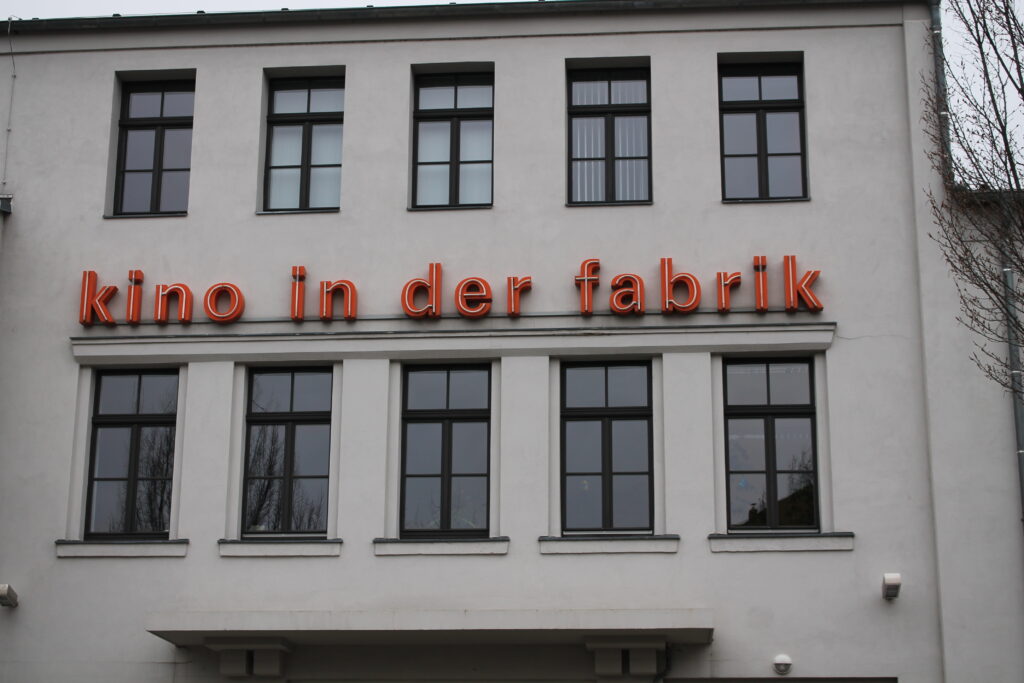 kino in der fabrik